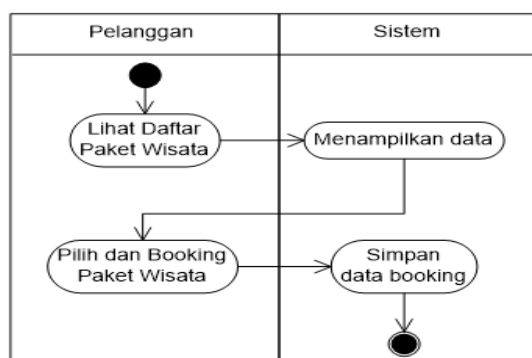 Pelanggan
Sistem
Lihat Daftar
Paket Wisata
Menampilkan data
Pilih dan Booking
Paket Wisata
Simpan
data booking